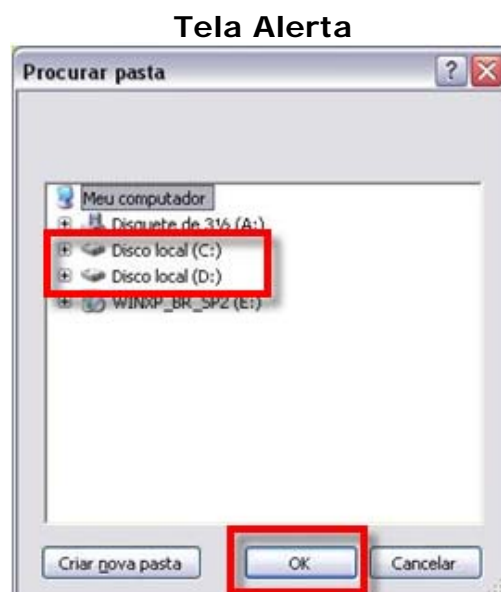 Tela Alerta
Procurar pasta
Meu computador
Disquete de 3½ (A:)
Disco local (C:)
Disco local (D:)
WINXP_BR_SP2 (E:)
Criar nova pasta
OK
Cancelar